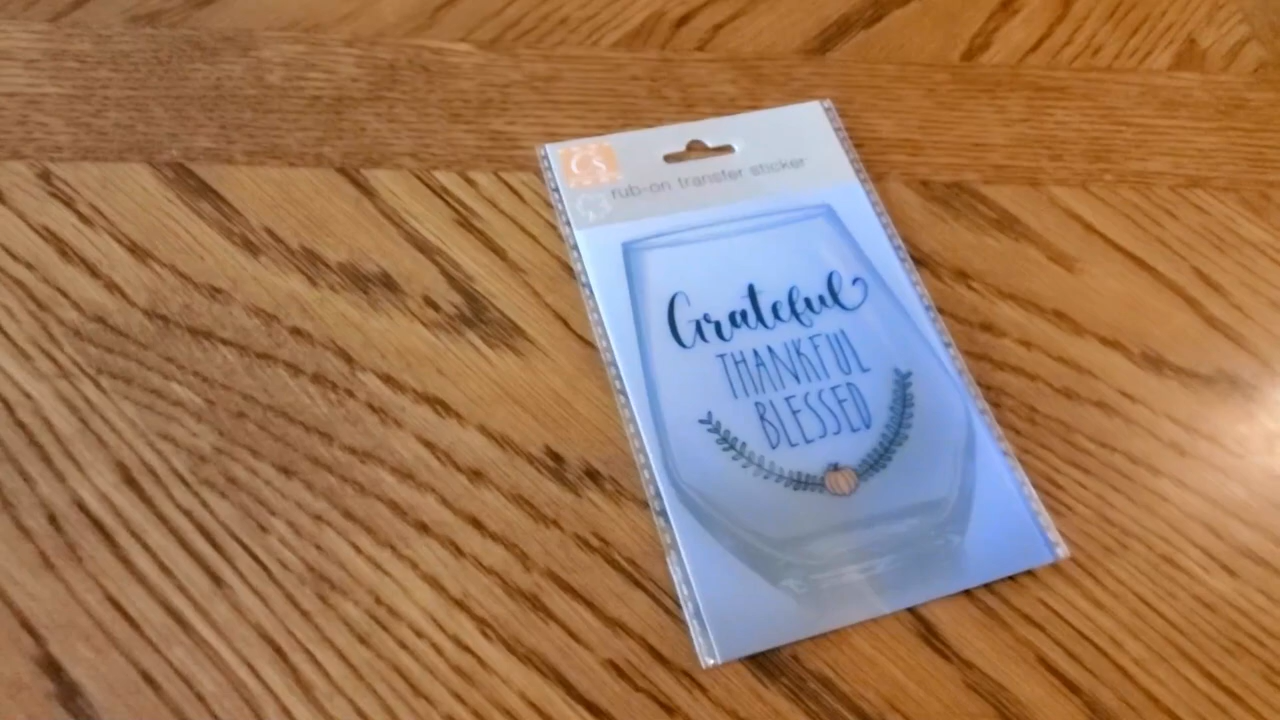 Cs
rub-on transfer sticker
Grateful
THANKFUL
BLESSED